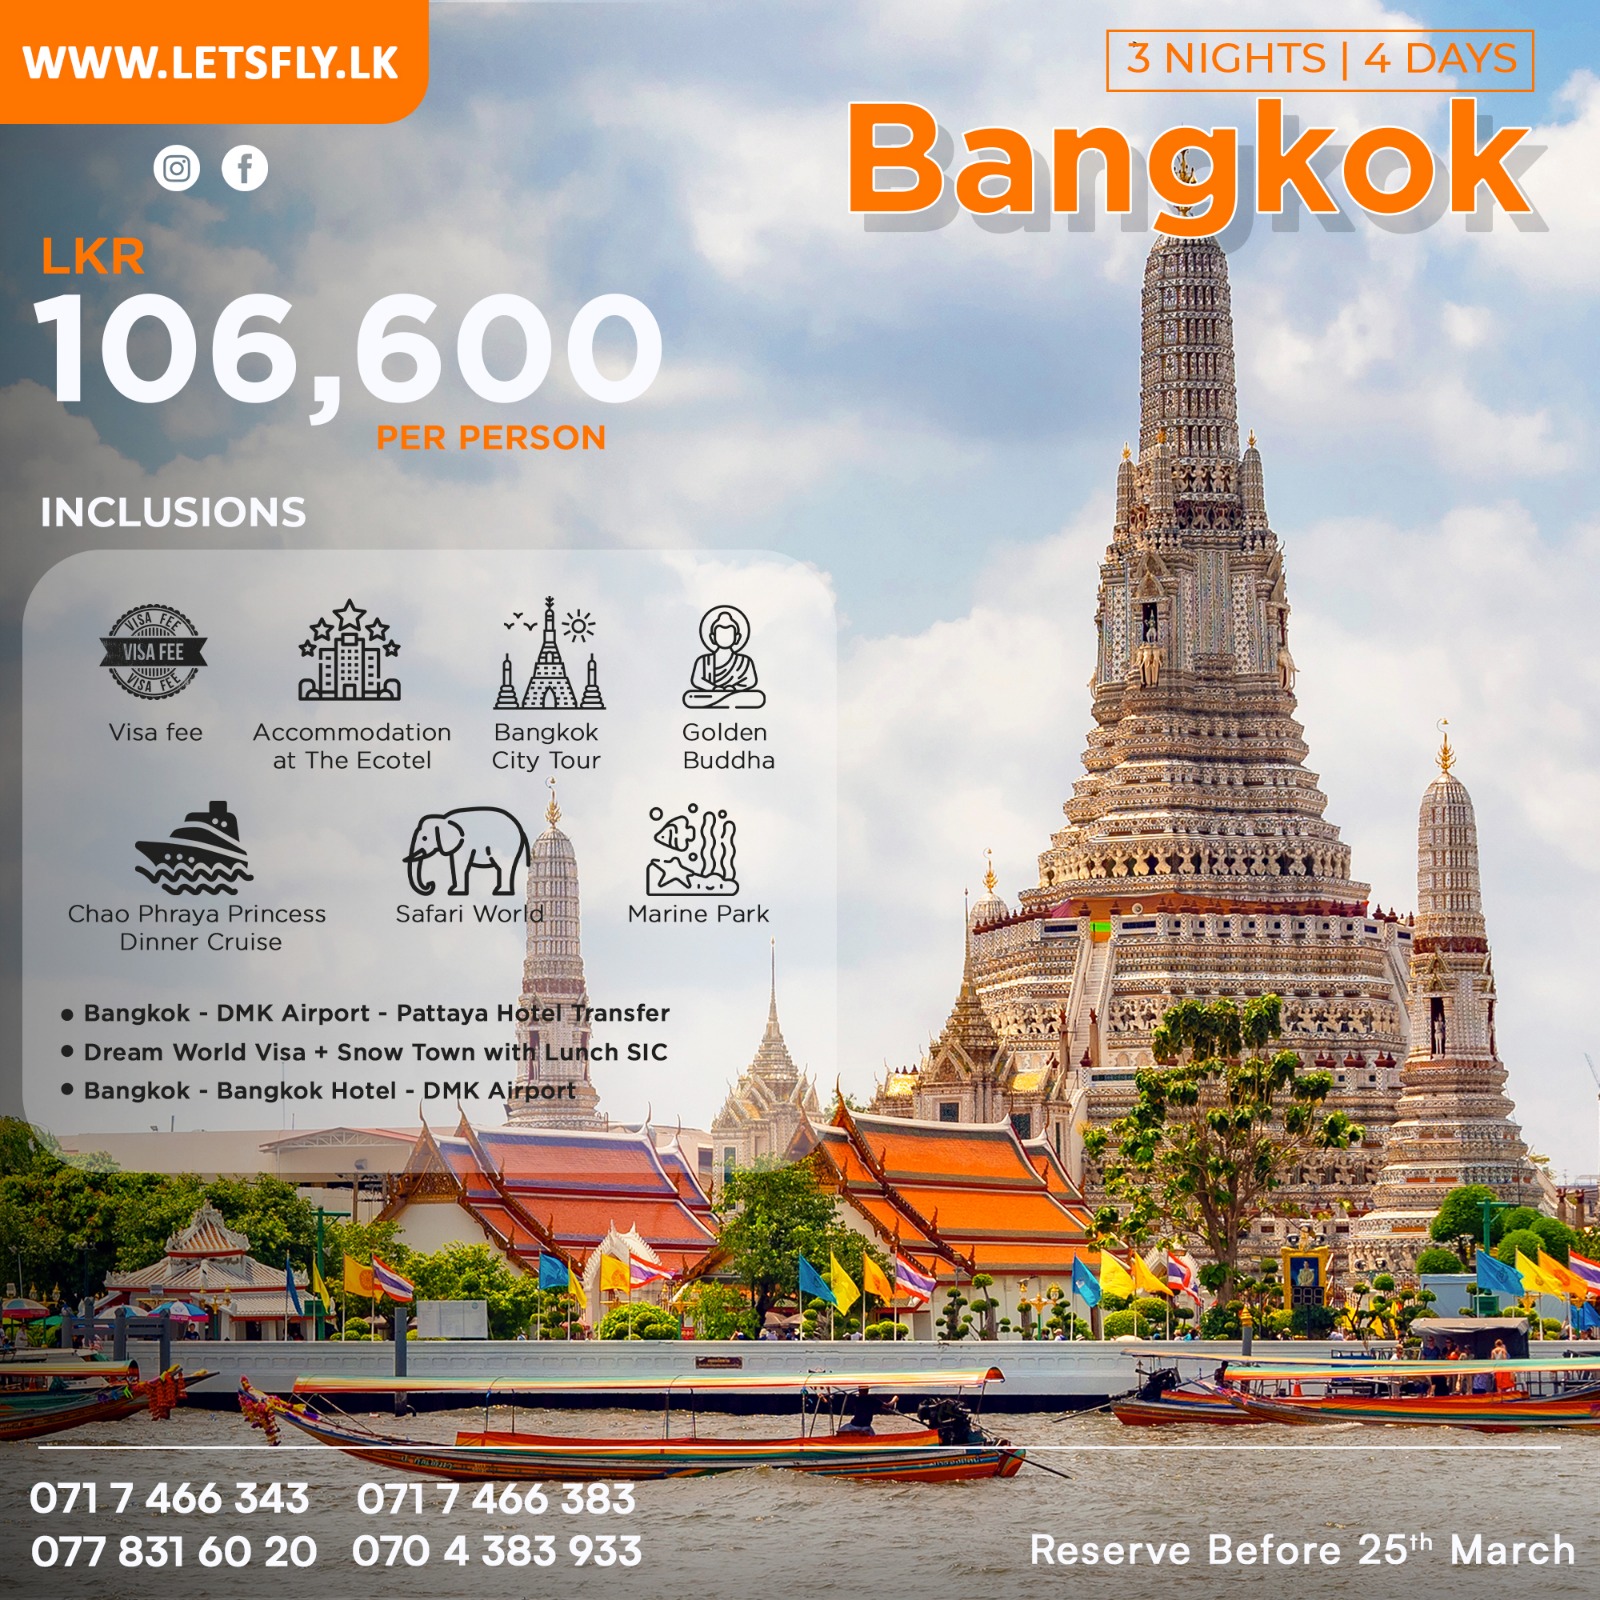 WWW.LETSFLY.LK
3 NIGHTS | 4 DAYS
Bangkok
LKR
106,600
PER PERSON
INCLUSIONS
VISA FEE
VISA FEE
VISA FEE
Visa fee
Accommodation
at The Ecotel
Bangkok
City Tour
Golden
Buddha
Chao Phraya Princess
Dinner Cruise
Safari World
Marine Park
• Bangkok - DMK Airport - Pattaya Hotel Transfer
• Dream World Visa + Snow Town with Lunch SIC
• Bangkok - Bangkok Hotel - DMK Airport
071 7 466 343 071 7 466 383
077 831 60 20 070 4 383 933
Reserve Before 25th March